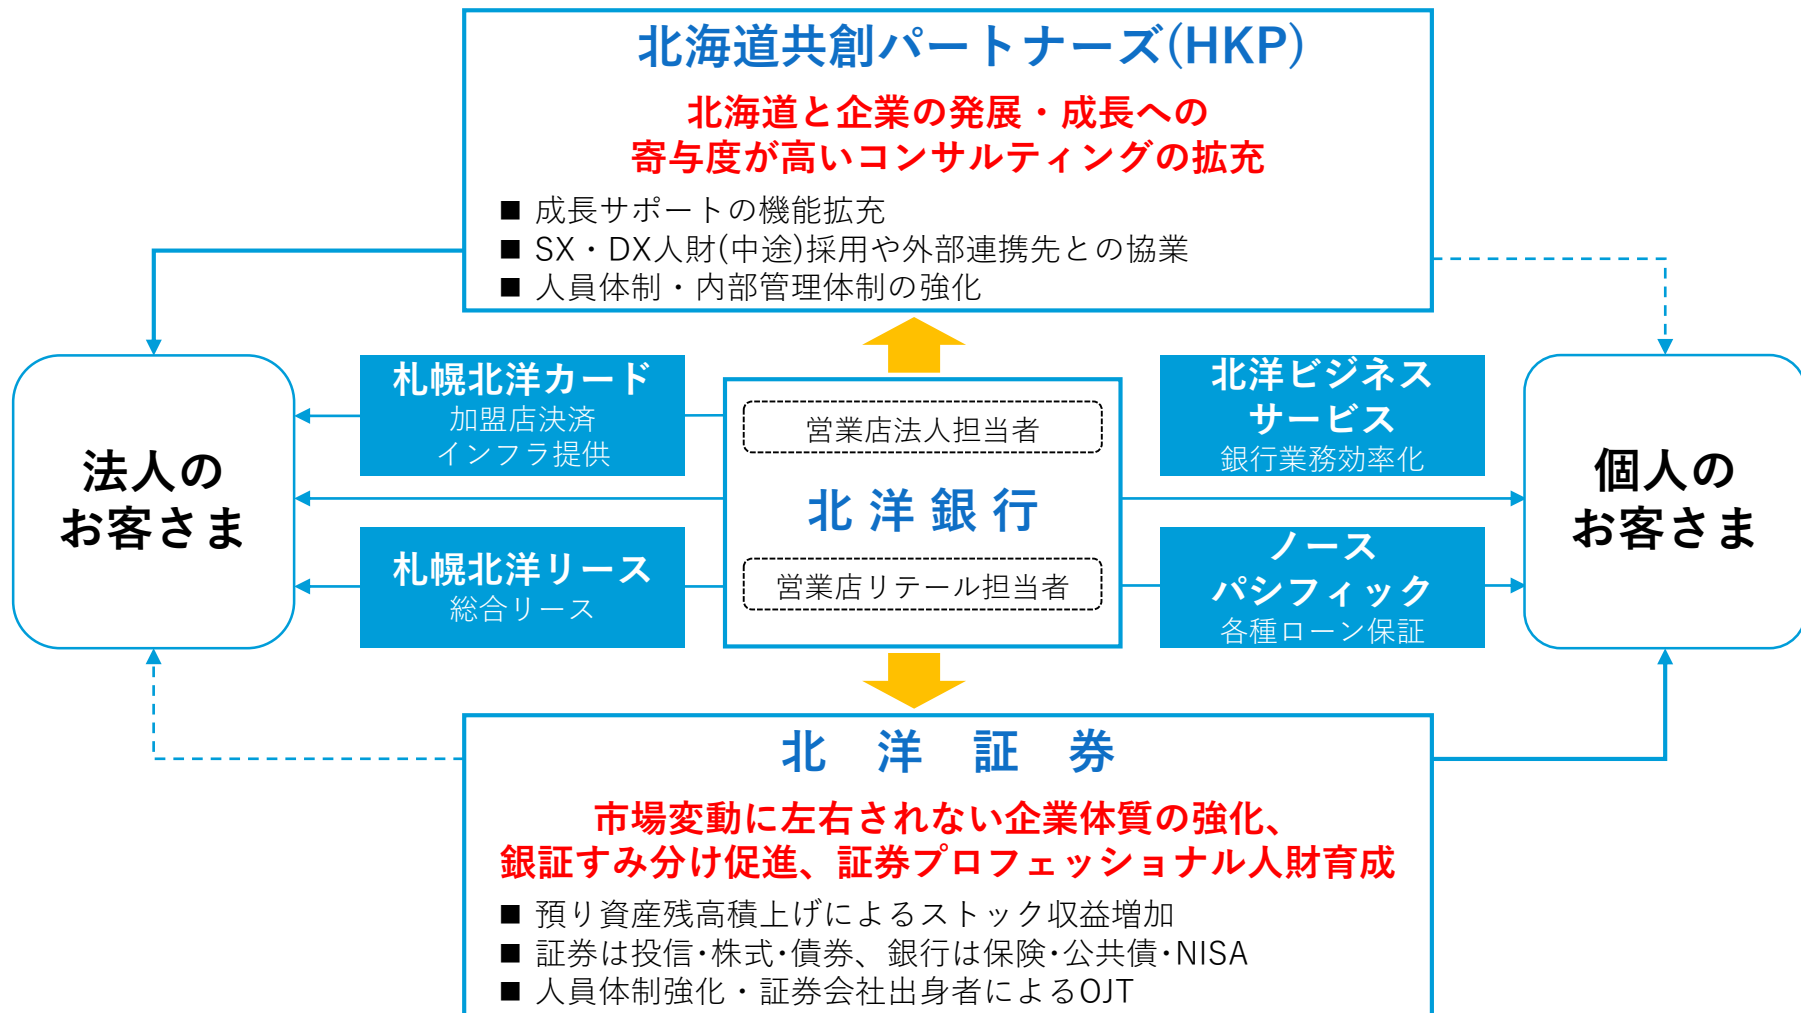 北海道共創パートナーズ(HKP)
北海道と企業の発展・成長への
寄与度が高いコンサルティングの拡充
■ 成長サポートの機能拡充
■ SX・DX人財(中途)採用や外部連携先との協業
■ 人員体制・内部管理体制の強化
法人の
お客さま
札幌北洋カード
加盟店決済
インフラ提供
札幌北洋リース
総合リース
営業店法人担当者
北洋銀行
営業店リテール担当者
北洋ビジネス
サービス
銀行業務効率化
ノース
パシフィック
各種ローン保証
個人の
お客さま
北洋証券
市場変動に左右されない企業体質の強化、
銀証すみ分け促進、証券プロフェッショナル人財育成
■ 預り資産残高積上げによるストック収益増加
■ 証券は投信･株式･債券、銀行は保険･公共債･NISA
■ 人員体制強化・証券会社出身者によるOJT